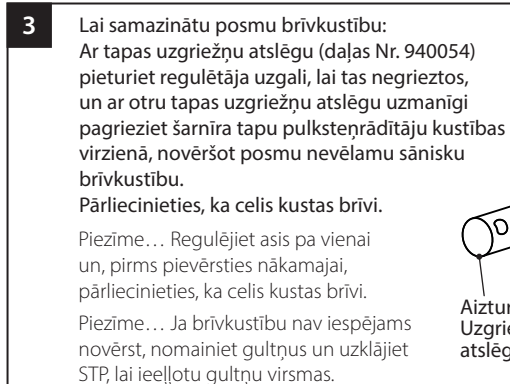 3
Lai samazinātu posmu brīvkustību:
Ar tapas uzgriežņu atslēgu (daļas Nr. 940054)
pieturiet regulētāja uzgali, lai tas negrieztos,
un ar otru tapas uzgriežņu atslēgu uzmanīgi
pagrieziet šarnīra tapu pulksteņrādītāju kustības
virzienā, novēršot posmu nevēlamu sānisku
brīvkustību.
Pārliecinieties, ka celis kustas brīvi.
Piezīme… Regulējiet asis pa vienai
un, pirms pievērsties nākamajai,
pārliecinieties, ka celis kustas brīvi.
Piezīme… Ja brīvkustību nav iespējams
novērst, nomainiet gultņus un uzklājiet
STP, lai ieeļļotu gultņu virsmas.